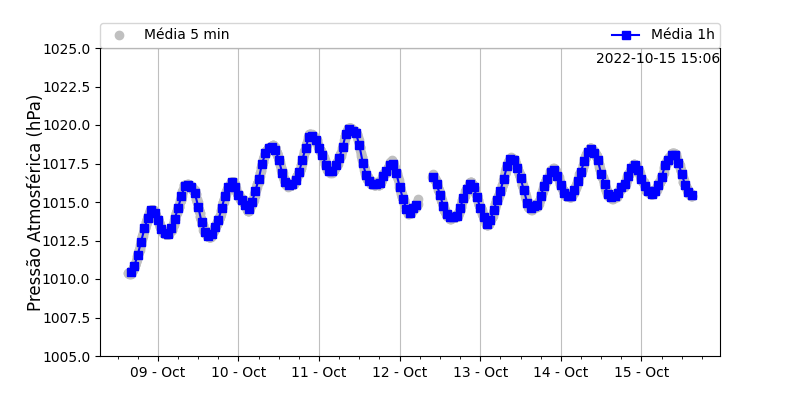 Média 5 min
Média 1h
2022-10-15 15:06
Pressão Atmosférica (hPa)
1025.0
1022.5
1020.0
1017.5
1015.0
1012.5
1010.0
1007.5
1005.0
09 - Oct
10 - Oct
11 - Oct
12 - Oct
13 - Oct
14 - Oct
15 - Oct